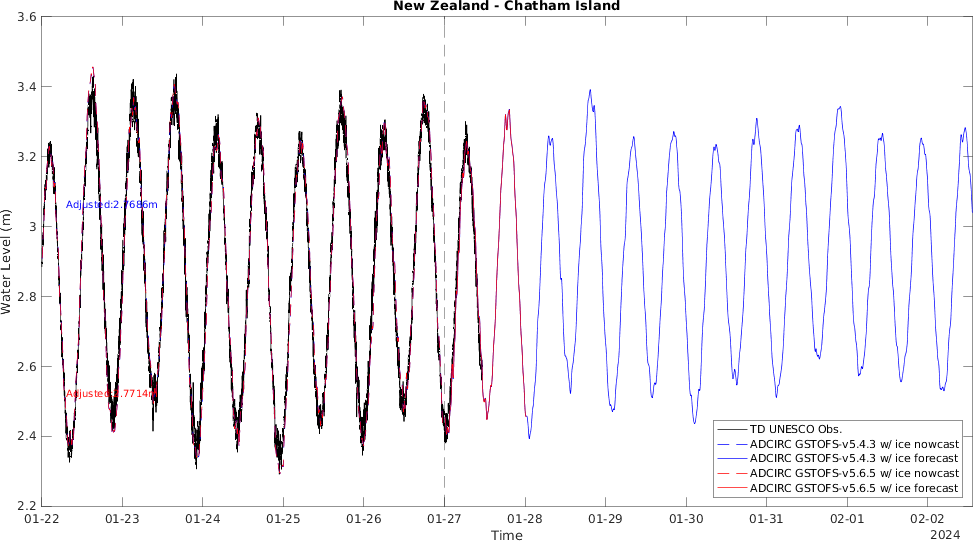 New Zealand - Chatham Island
3.6
3.4
3.2
3
2.8
2.6
2.4
2.2
Water Level (m)
Adjusted:2.7686m
Adjusted:2.7714m
TD UNESCO Obs.
ADCIRC GSTOFS-v5.4.3 w/ ice nowcast
ADCIRC GSTOFS-v5.4.3 w/ ice forecast
ADCIRC GSTOFS-v5.6.5 w/ ice nowcast
ADCIRC GSTOFS-v5.6.5 w/ ice forecast
01-22 01-23 01-24 01-25 01-26 01-27 01-28 01-29 01-30 01-31 02-01 02-02
Time
2024